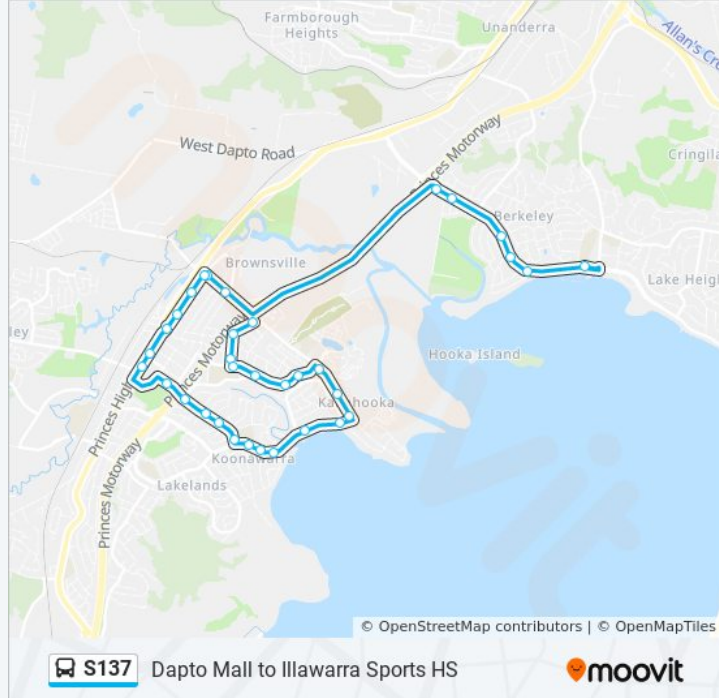 Farmborough
Heights
Unanderra
Allan's Cre
West Dapto Road
Princes Motorway
Cringila
Berkeley
Brownsville
Lake Heigh
ley
Princes Motorway
Hooka Island
Princes High
Kanahooka
Koonawarra
Lakelands
Princes Motorway
© OpenStreetMap contributors | © OpenMapTiles
S137 Dapto Mall to Illawarra Sports HS
moovit